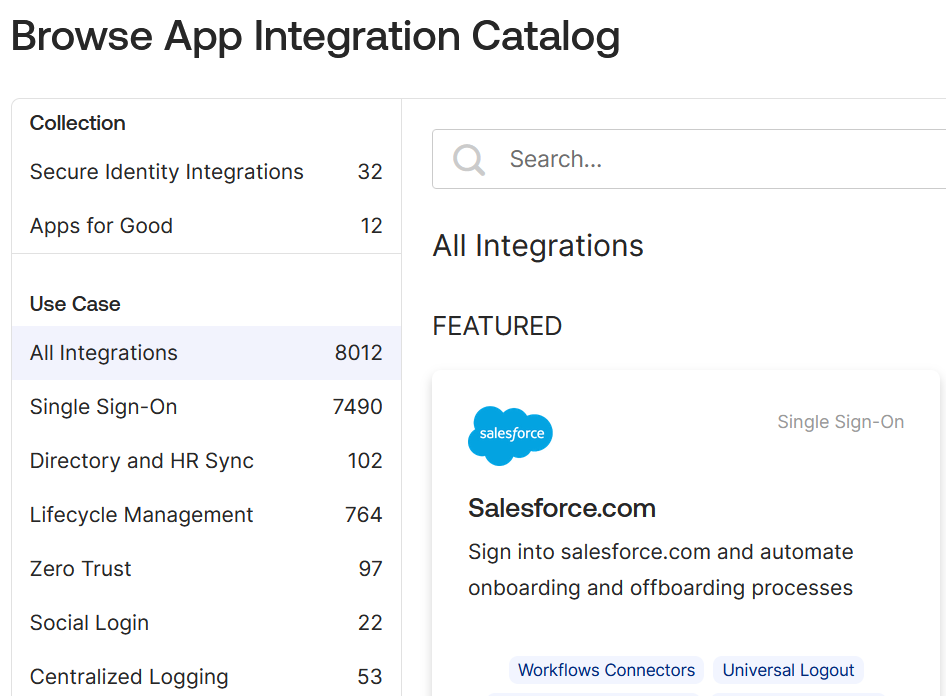 Browse App Integration Catalog
Collection
Secure Identity Integrations 32
Apps for Good 12
Use Case
All Integrations 8012
Single Sign-On 7490
Directory and HR Sync 102
Lifecycle Management 764
Zero Trust 97
Social Login 22
Centralized Logging 53
Search...
All Integrations
FEATURED
salesforce
Single Sign-On
Salesforce.com
Sign into salesforce.com and automate
onboarding and offboarding processes
Workflows Connectors Universal Logout